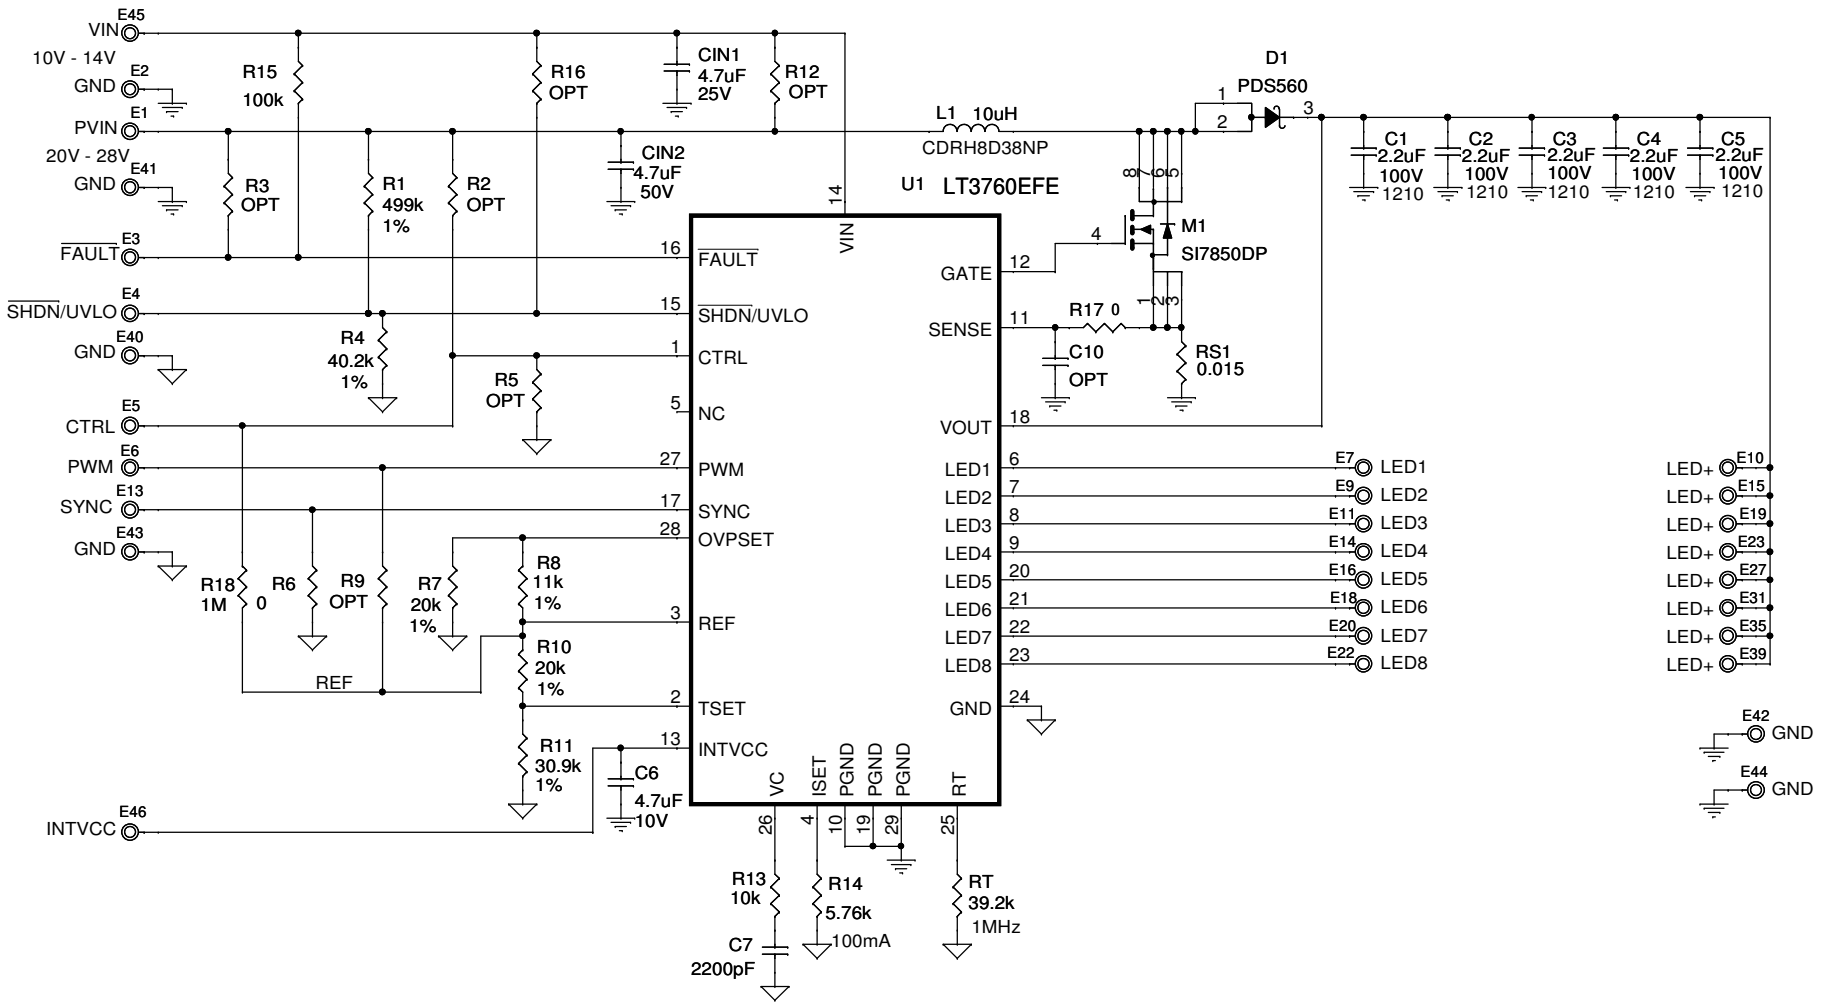 E45
VIN
10V - 14V
E2
GND
E1
PVIN
20V - 28V
E41
GND
E3
FAULT
E4
SHDN/UVLO
E40
GND
E5
CTRL
E6
PWM
E13
SYNC
E43
GND
E46
INTVCC
R15
100k
R16
OPT
CIN1
4.7uF
25V
R12
OPT
R3
OPT
R1
499k
1%
R2
OPT
CIN2
4.7uF
50V
R4
40.2k
1%
R5
OPT
R18
1M
0
R6
R9
OPT
R7
20k
1%
R8
11k
1%
R10
20k
1%
REF
R11
30.9k
1%
C6
4.7uF
10V
L1 10uH
CDRH8D38NP
U1 LT3760EFE
D1
PDS560
1
2
3
8
7
6
5
4
M1
SI7850DP
1
2
3
R17 0
C10
OPT
RS1
0.015
C1
2.2uF
100V
1210
C2
2.2uF
100V
1210
C3
2.2uF
100V
1210
C4
2.2uF
100V
1210
C5
2.2uF
100V
1210
14
VIN
16
FAULT
15
SHDN/UVLO
1
CTRL
5
NC
27
PWM
17
SYNC
28
OVPSET
3
REF
2
TSET
13
INTVCC
GATE
12
SENSE
11
VOUT
18
LED1
6
LED2
7
LED3
8
LED4
9
LED5
20
LED6
21
LED7
22
LED8
23
GND
24
VC
ISET
PGND
PGND
PGND
RT
26
4
10
19
29
25
R13
10k
C7
2200pF
R14
5.76k
100mA
RT
39.2k
1MHz
E7
LED1
E9
LED2
E11
LED3
E14
LED4
E16
LED5
E18
LED6
E20
LED7
E22
LED8
LED+
E10
LED+
E15
LED+
E19
LED+
E23
LED+
E27
LED+
E31
LED+
E35
LED+
E39
E42
GND
E44
GND